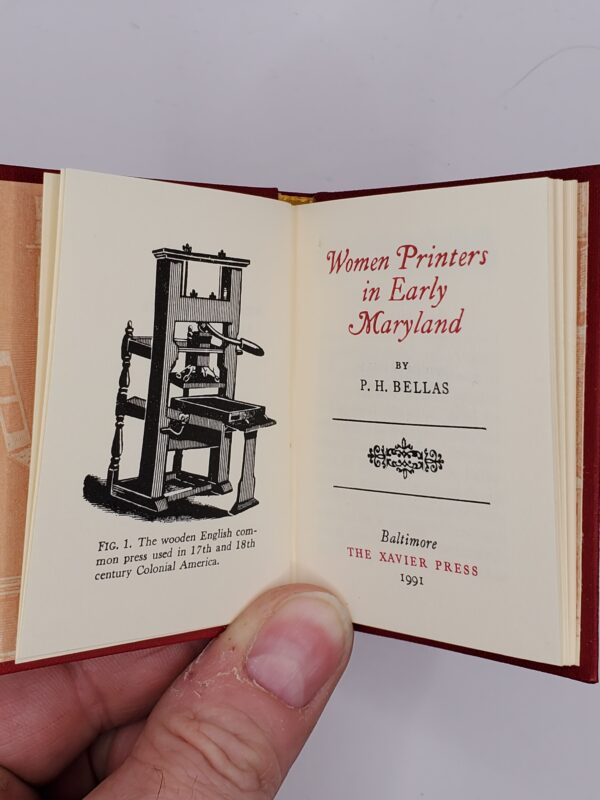 FIG. 1. The wooden English com-
mon press used in 17th and 18th
century Colonial America.
Women Printers
in Early
Maryland
BY
P. H. BELLAS
Baltimore
THE XAVIER PRESS
1991